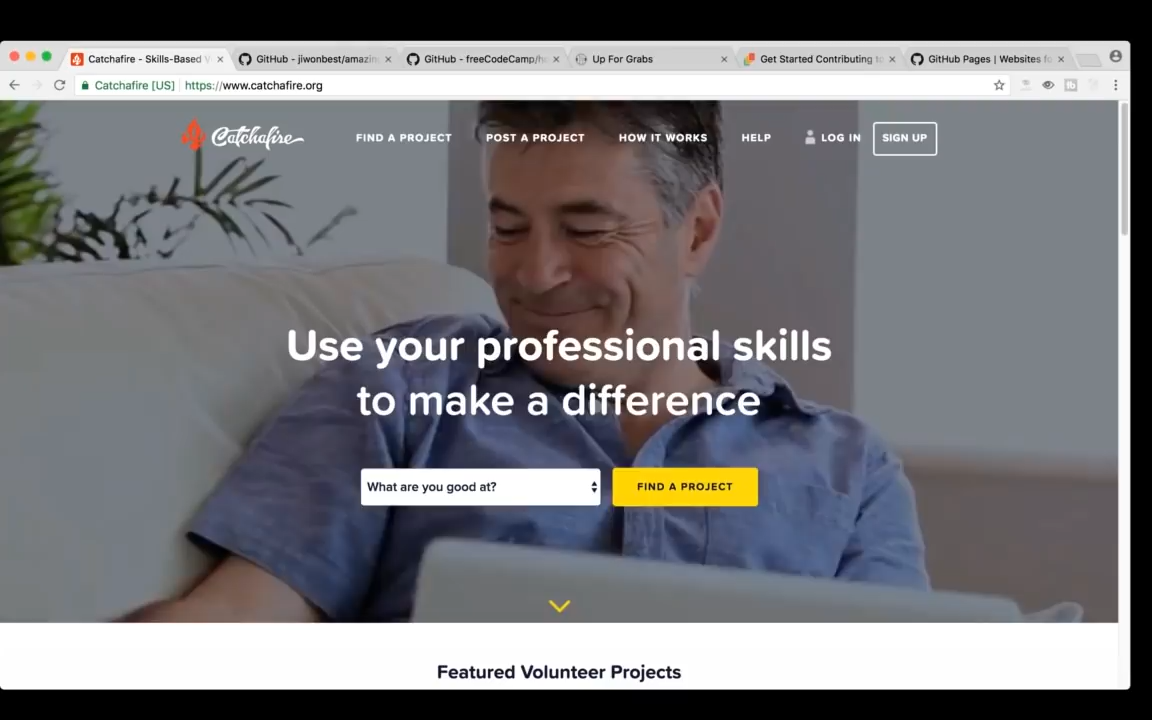 Catchafire - Skills-Based V
GitHub - jiwonbest/amazin
GitHub - freeCodeCamp/h
Up For Grabs
Get Started Contributing t
GitHub Pages | Websites fo
Catchafire [US]
https://www.catchafire.org
Catchafire
FIND A PROJECT
POST A PROJECT
HOW IT WORKS
HELP
LOG IN
SIGN UP
Use your professional skills
to make a difference
What are you good at?
FIND A PROJECT
Featured Volunteer Projects